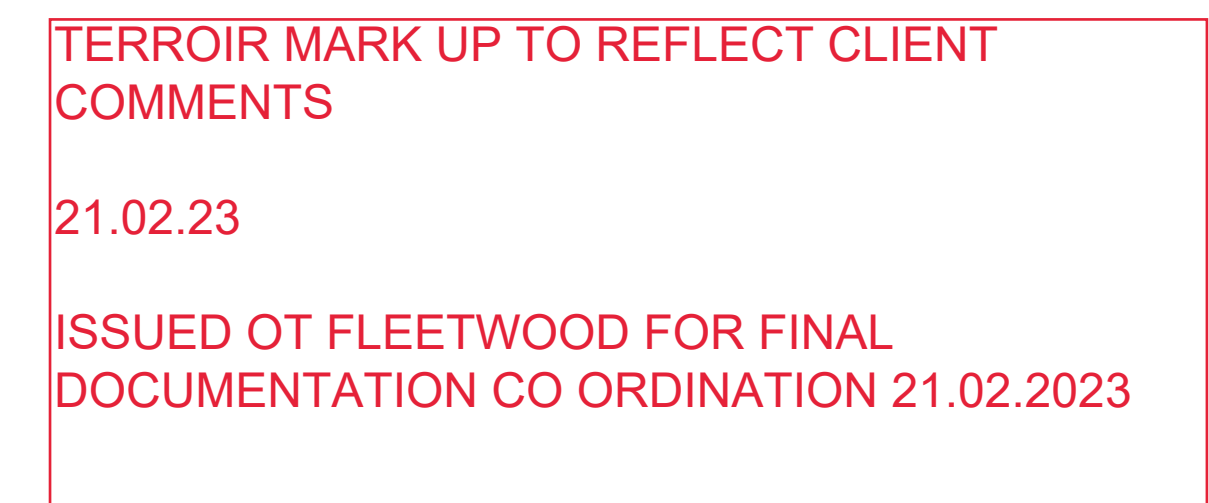 TERROIR MARK UP TO REFLECT CLIENT
COMMENTS
21.02.23
ISSUED OT FLEETWOOD FOR FINAL
DOCUMENTATION CO ORDINATION 21.02.2023